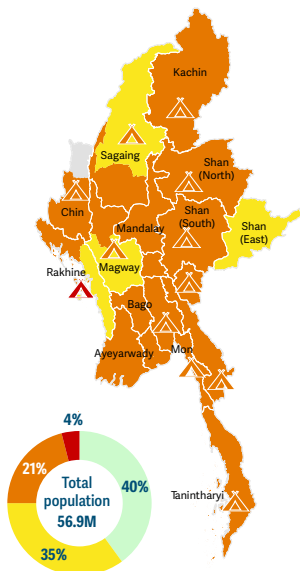 Kachin
Sagaing
Shan
(North)
Chin
Shan
(South)
Mandalay
Shan
(East)
Rakhine
Magway
Bago
Ayeyarwady
Mon
Tanintharyi
4%
21%
Total
population
56.9M
40%
35%